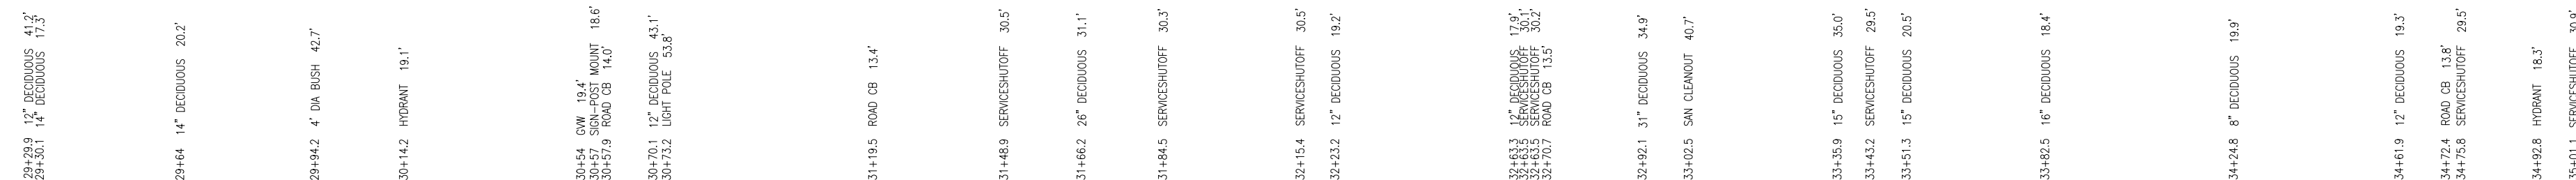 29+29.9 12" DECIDUOUS 41.2'
29+30.1 14" DECIDUOUS 17.3'
29+64 14" DECIDUOUS 20.2'
29+94.2 4' DIA BUSH 42.7'
30+14.2 HYDRANT 19.1'
30+54 GVW 19.4'
30+57 SIGN-POST MOUNT 18.6'
30+57.9 ROAD CB 14.0'
30+70.1 12" DECIDUOUS 43.1'
30+73.2 LIGHT POLE 53.8'
31+19.5 ROAD CB 13.4'
31+48.9 SERVICESHUTOFF 30.5'
31+66.2 26" DECIDUOUS 31.1'
31+84.5 SERVICESHUTOFF 30.3'
32+15.4 SERVICESHUTOFF 30.5'
32+23.2 12" DECIDUOUS 19.2'
32+63.3 12" DECIDUOUS 17.9'
32+63.5 SERVICESHUTOFF 30.1'
32+63.5 SERVICESHUTOFF 30.2'
32+70.7 ROAD CB 13.5'
32+92.1 31" DECIDUOUS 34.9'
33+02.5 SAN CLEANOUT 40.7'
33+35.9 15" DECIDUOUS 35.0'
33+43.2 SERVICESHUTOFF 29.5'
33+51.3 15" DECIDUOUS 20.5'
33+82.5 16" DECIDUOUS 18.4'
34+24.8 8" DECIDUOUS 19.9'
34+61.9 12" DECIDUOUS 19.3'
34+72.4 ROAD CB 13.8'
34+75.8 SERVICESHUTOFF 29.5'
34+92.8 HYDRANT 18.3'
35+01.1 SERVICESHUTOFF 30.9'